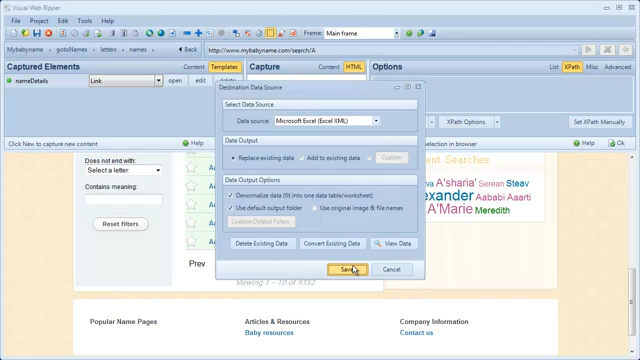 Visual Web Ripper
File Project Edit Tools Help
Frame: Main frame
Mybabyname gotoNames letters names Back http://www.mybabyname.com/search/A
Captured Elements Content Templates Capture HTML Options List XPath Misc Advanced
nameDetails Link open edit delete
XPath Options Set XPath Manually
Click New to capture new Content Help selection in browser Help Ok
Destination Data Source
Select Data Source
Data source: Microsoft Excel (Excel XML)
Data Output
Replace existing data Add to existing data Custom
Data Output Options
Denormalize data (fit into one data table/worksheet)
Use default output folder Use original image & file names
Custom Output Folders
Delete Existing Data Convert Existing Data View Data
Save Cancel
Does not end with:
Select a letter:
Contains meaning:
Reset filters
Prev
Viewing 1 - 10 of 9352
Recent Searches
A'sharia' Serean Steav
Aababi Aaarti
A'Marie Meredith
Popular Name Pages Articles & Resources Company Information
Baby resources Contact us